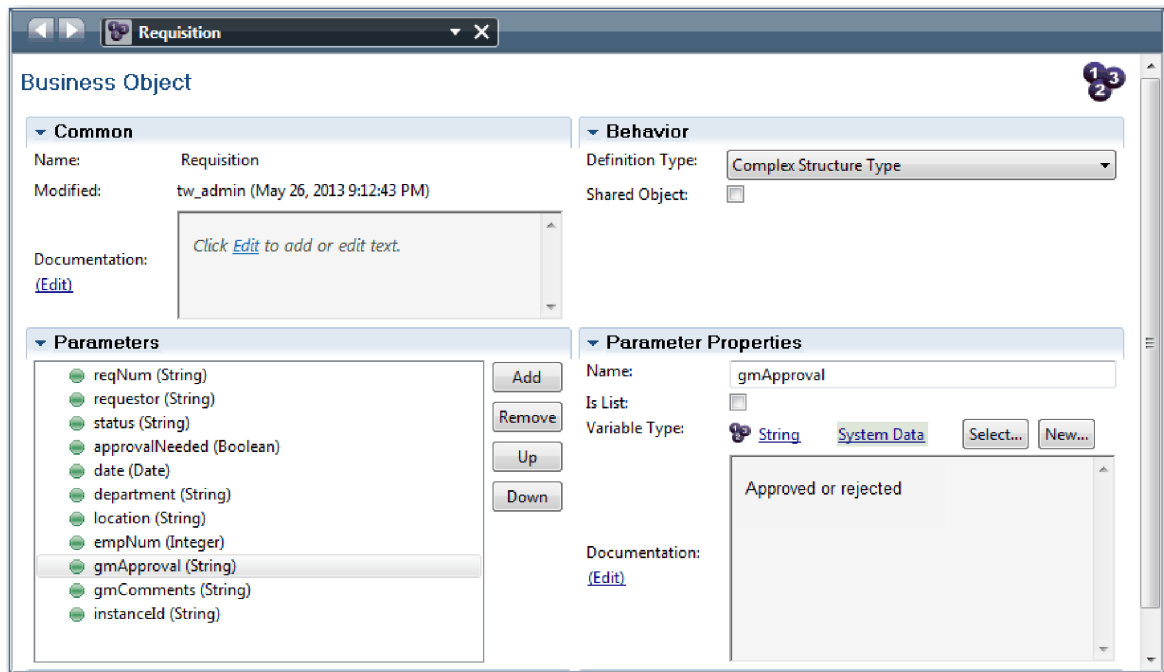 Requisition
Business Object
1 2 3
Common
Name: Requisition
Modified: tw_admin (May 26, 2013 9:12:43 PM)
Click Edit to add or edit text.
Documentation:
(Edit)
Behavior
Definition Type: Complex Structure Type
Shared Object:
Parameters
reqNum (String)
requestor (String)
status (String)
approvalNeeded (Boolean)
date (Date)
department (String)
location (String)
empNum (Integer)
gmApproval (String)
gmComments (String)
instanceId (String)
Add
Remove
Up
Down
Parameter Properties
Name: gmApproval
Is List:
Variable Type: String System Data Select... New...
Approved or rejected
Documentation:
(Edit)